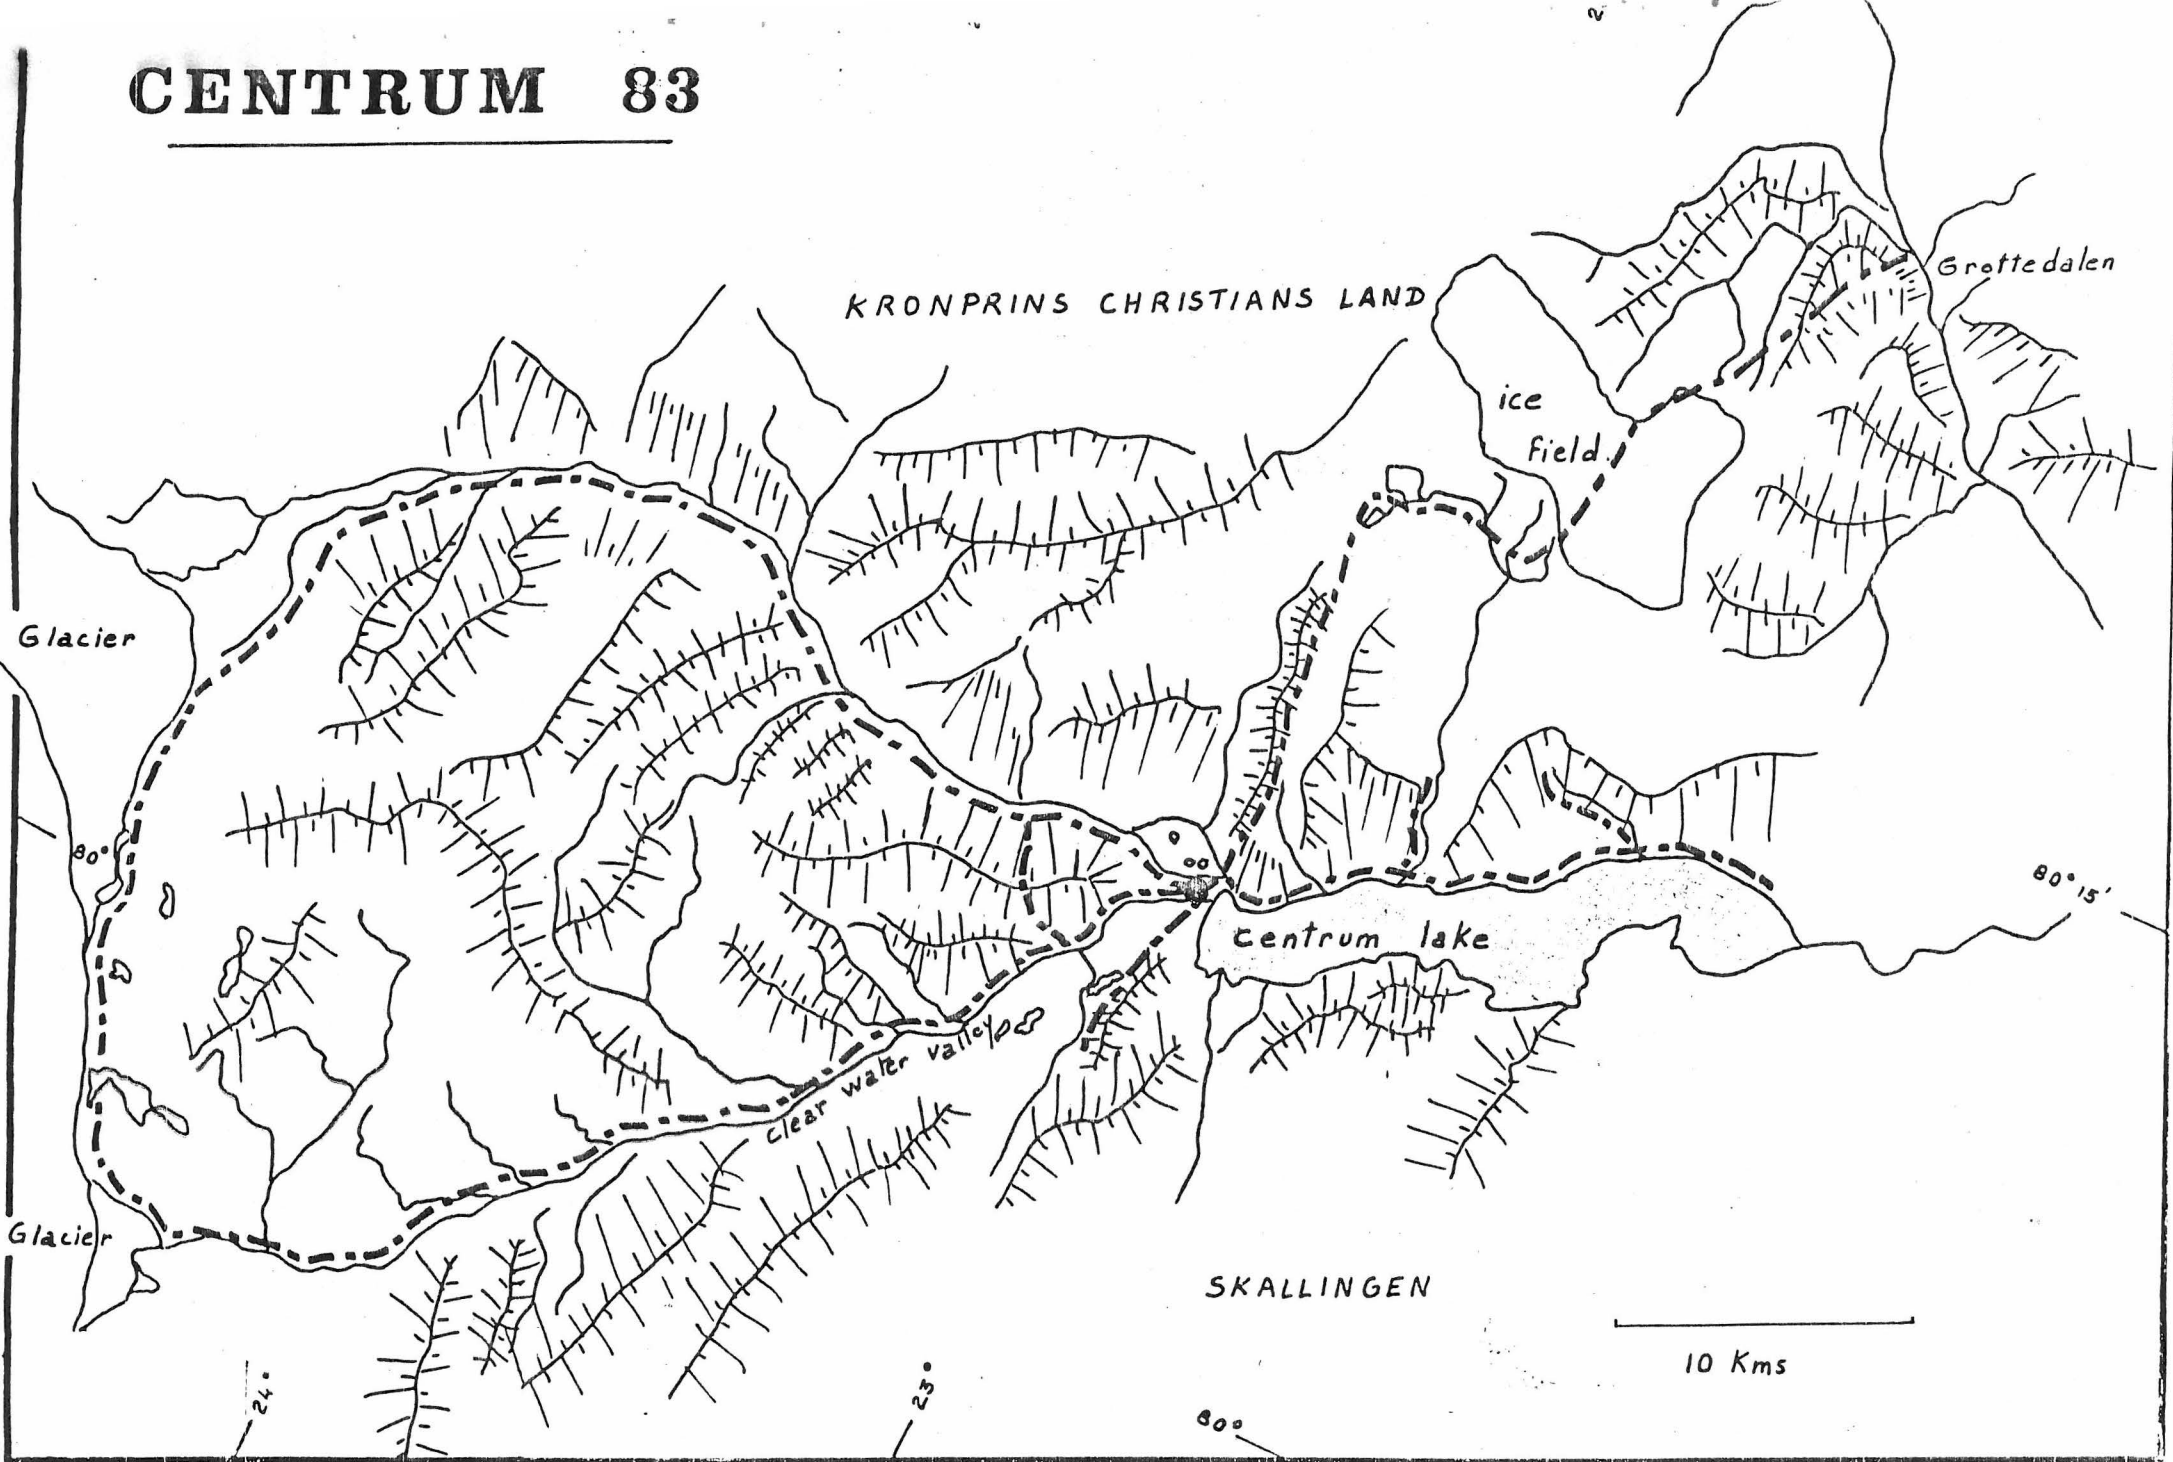 CENTRUM 83
KRONPRINS CHRISTIANS LAND
Grottedalen
ice
field
Glacier
80°
80° 15'
Centrum lake
clear water valley
Glacier
SKALLINGEN
10 Kms
24°
23°
80°